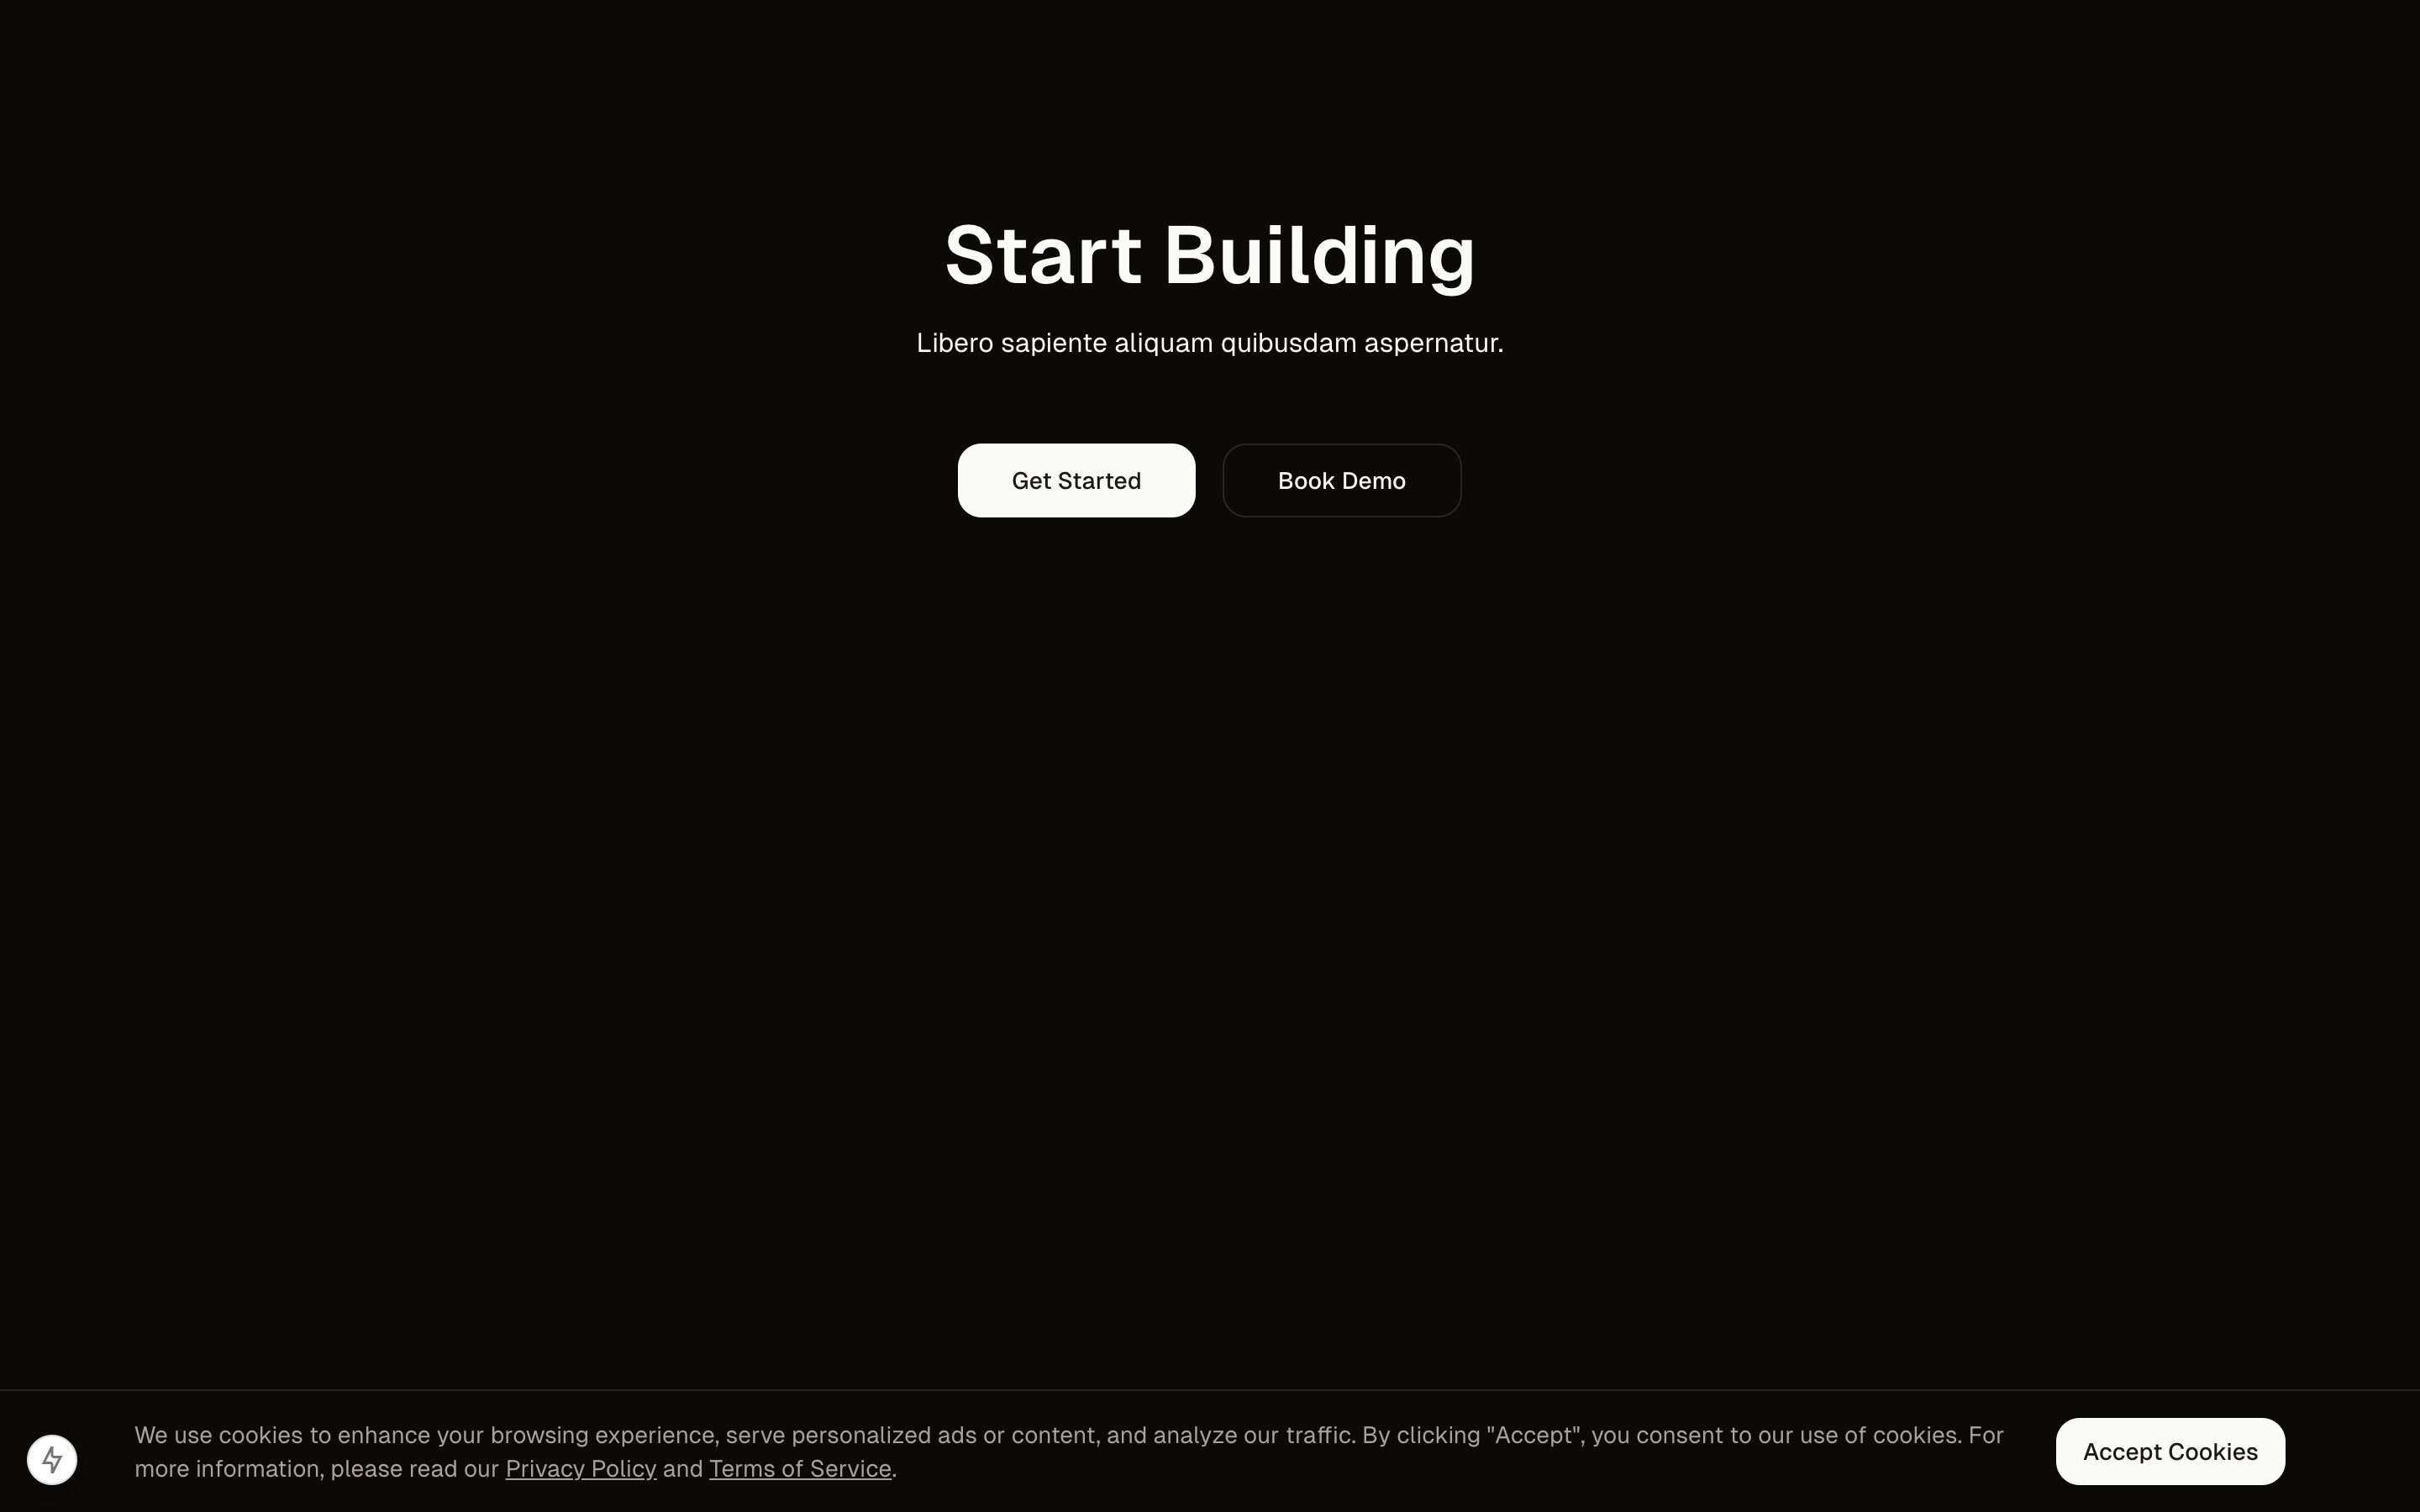 Start Building
Libero sapiente aliquam quibusdam aspernatur.
Get Started
Book Demo
We use cookies to enhance your browsing experience, serve personalized ads or content, and analyze our traffic. By clicking "Accept", you consent to our use of cookies. For
more information, please read our Privacy Policy and Terms of Service.
Accept Cookies